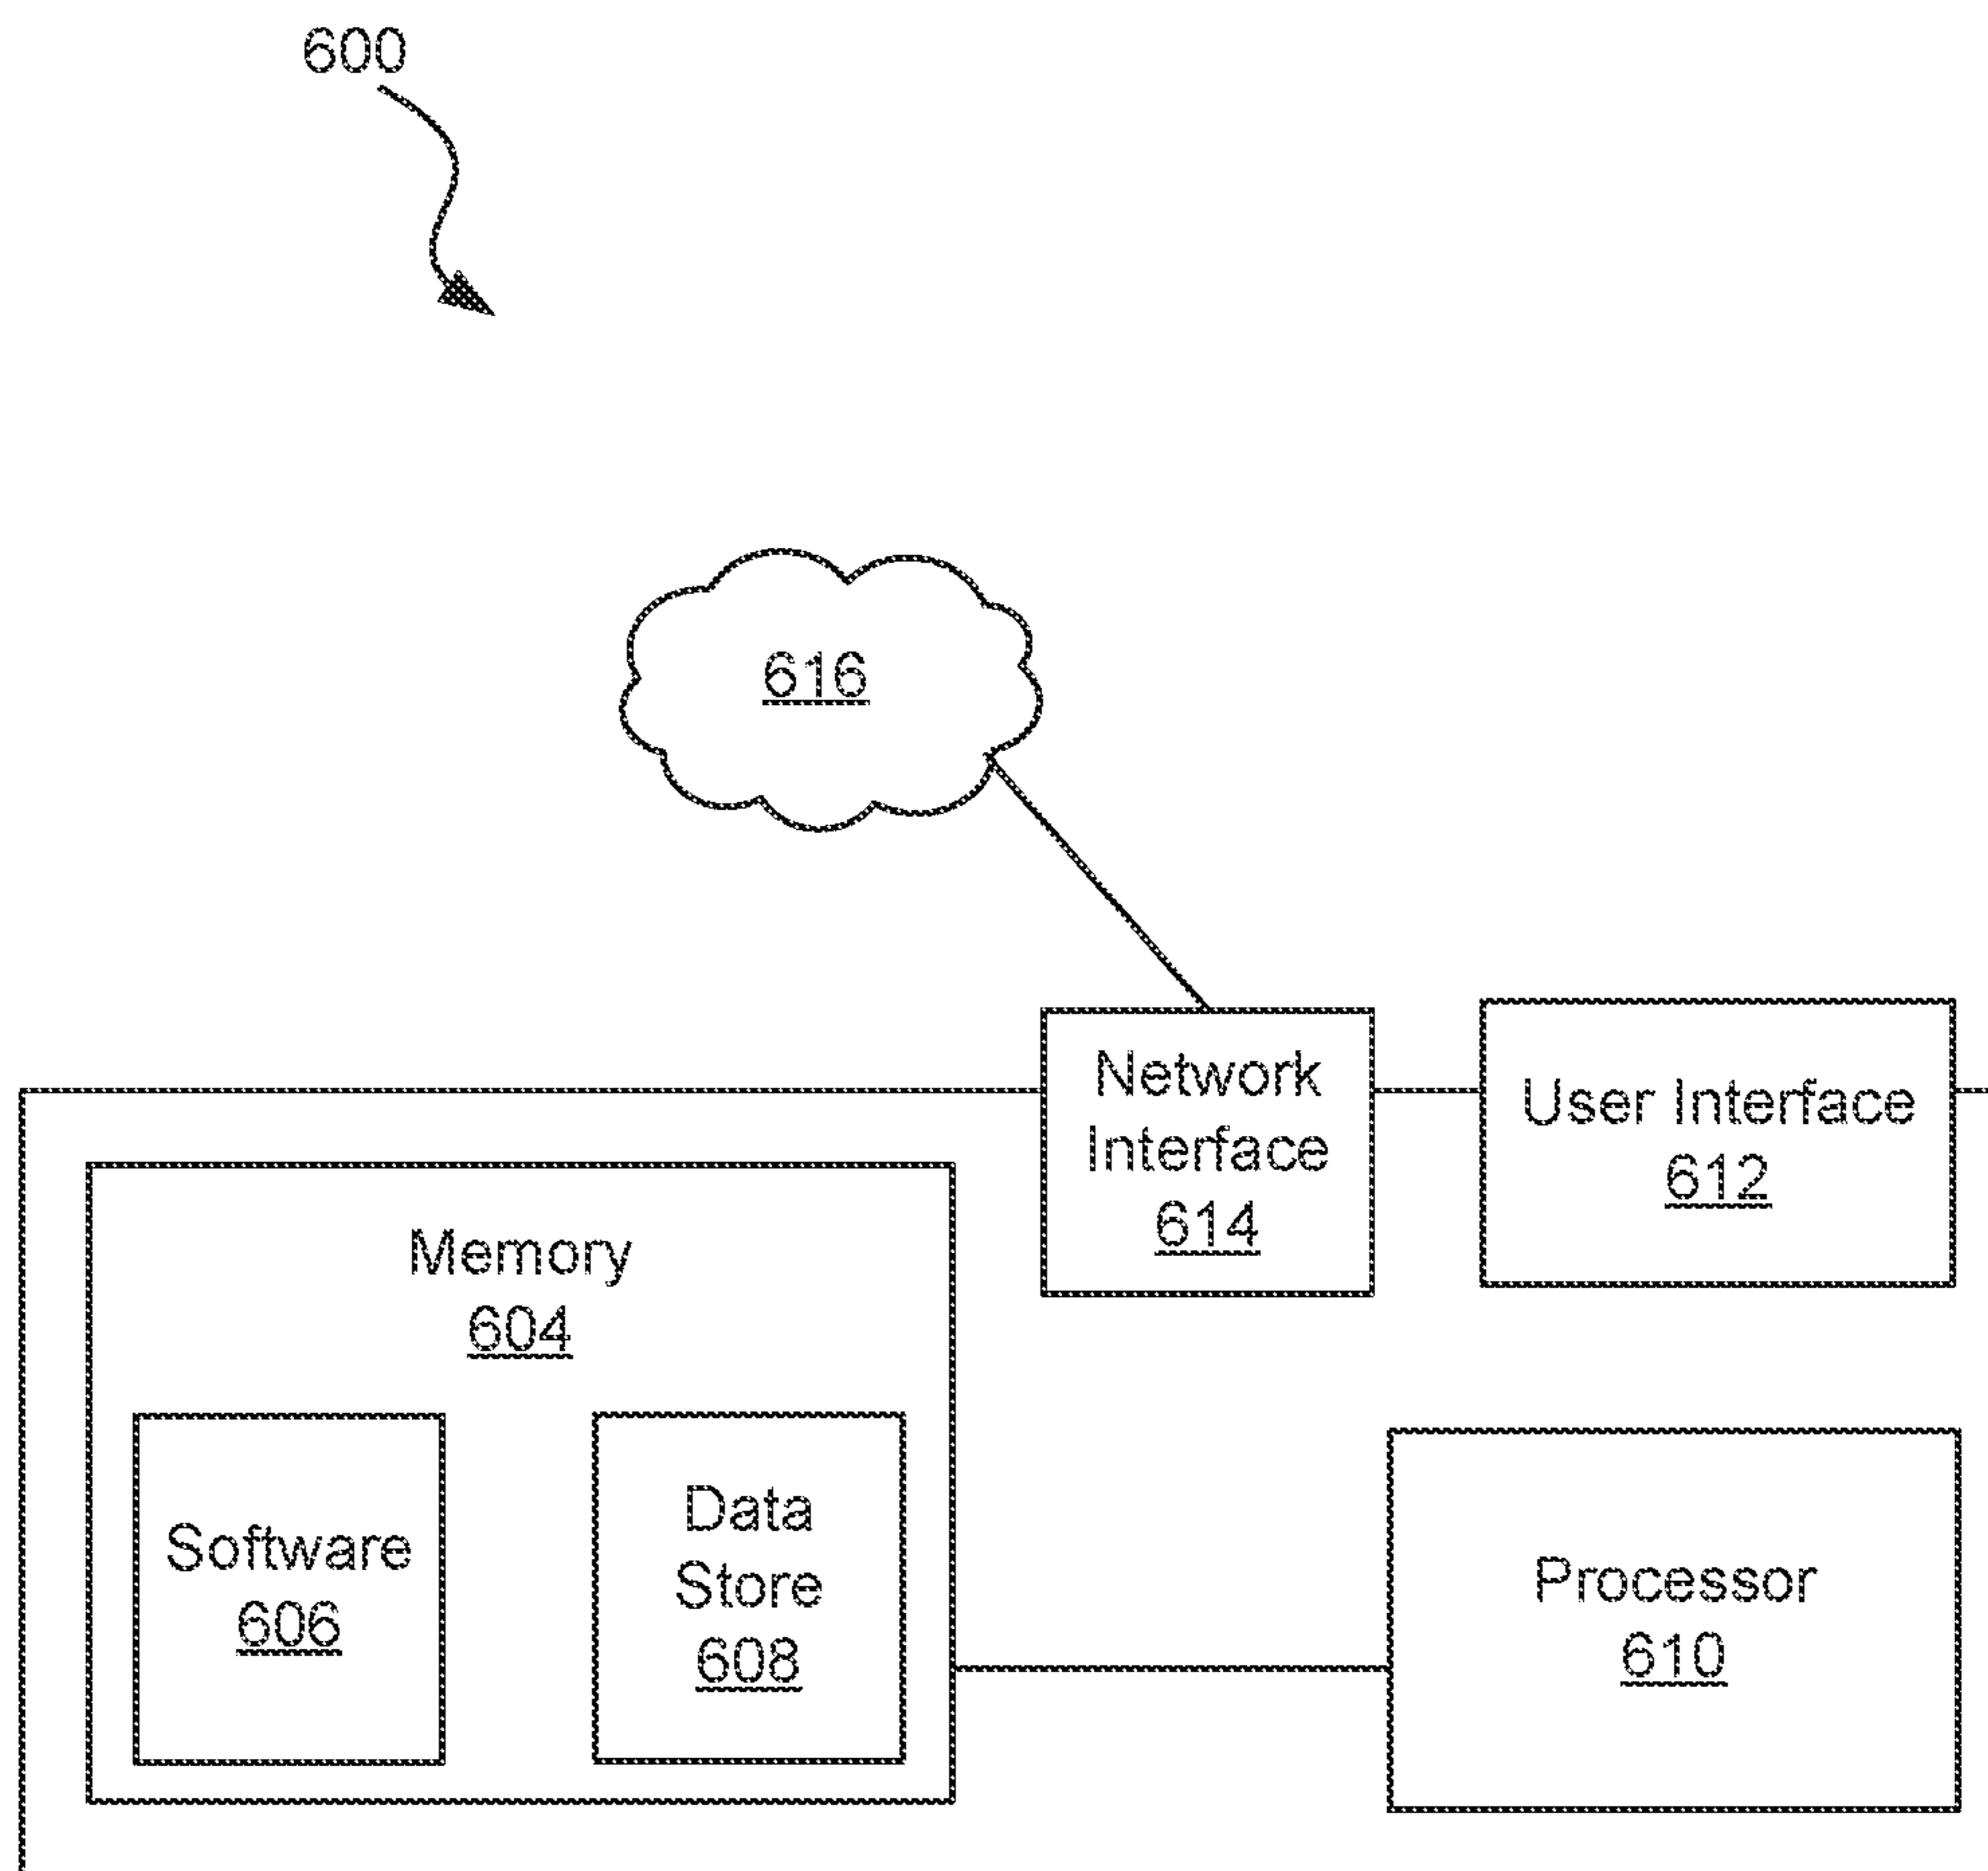 600
616
Network
Interface
614
User Interface
612
Memory
604
Software
606
Data
Store
608
Processor
610